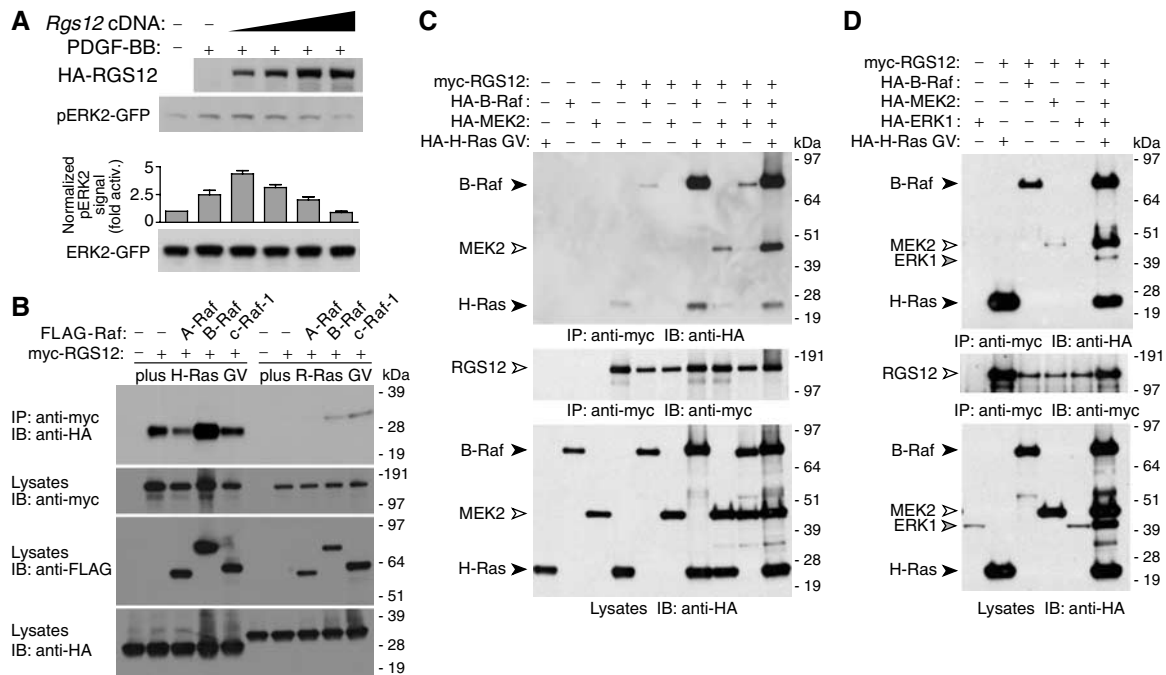 A
Rgs12 cDNA: – –
PDGF-BB: – + + + + +
HA-RGS12
pERK2-GFP
Normalized
pERK2
signal
(fold activ.)
5
2.5
0
ERK2-GFP
B
FLAG-Raf: – – A-Raf B-Raf c-Raf-1 – – A-Raf B-Raf c-Raf-1
myc-RGS12: – + + + + – + + + +
plus H-Ras GV plus R-Ras GV kDa
- 39
IP: anti-myc
IB: anti-HA
- 28
- 19
- 191
Lysates
IB: anti-myc
- 97
- 97
Lysates
IB: anti-FLAG
- 64
- 51
- 39
Lysates
IB: anti-HA
- 28
- 19
C
myc-RGS12: – – – + + + + + + +
HA-B-Raf: – + – – + – + – + +
HA-MEK2: – – + – – + – + + +
HA-H-Ras GV: + – – + – – + + – + kDa
- 97
B-Raf
- 64
- 51
MEK2
- 39
- 28
H-Ras
- 19
IP: anti-myc IB: anti-HA
- 191
RGS12
- 97
IP: anti-myc IB: anti-myc
- 97
B-Raf
- 64
- 51
MEK2
- 39
- 28
H-Ras
- 19
Lysates IB: anti-HA
D
myc-RGS12: – + + + + +
HA-B-Raf: – – + – – +
HA-MEK2: – – – + – +
HA-ERK1: + – – – + +
HA-H-Ras GV: – + – – – + kDa
- 97
B-Raf
- 64
- 51
MEK2
ERK1
- 39
- 28
H-Ras
- 19
IP: anti-myc IB: anti-HA
- 191
RGS12
- 97
IP: anti-myc IB: anti-myc
- 97
B-Raf
- 64
- 51
MEK2
ERK1
- 39
- 28
H-Ras
- 19
Lysates IB: anti-HA